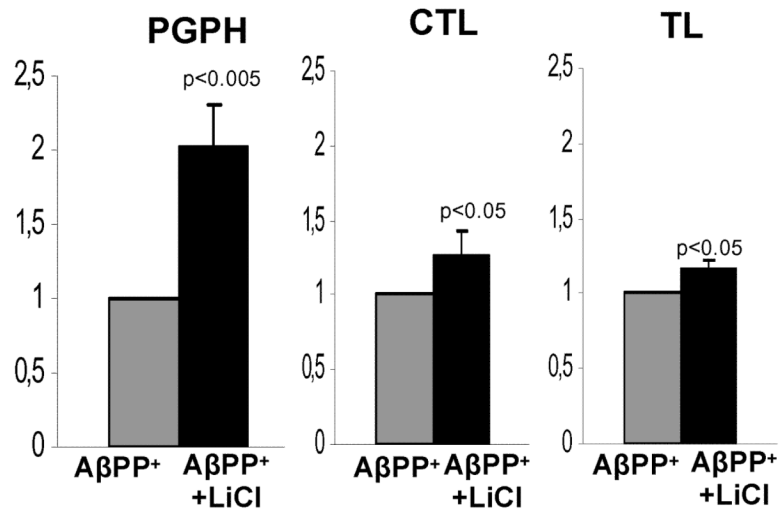 PGPH
2,5
2
1,5
1
0,5
0
p<0.005
AβPP+
AβPP+
+LiCl
CTL
2,5
2
1,5
1
0,5
0
p<0.05
AβPP+
AβPP+
+LiCl
TL
2,5
2
1,5
1
0,5
0
p<0.05
AβPP+
AβPP+
+LiCl